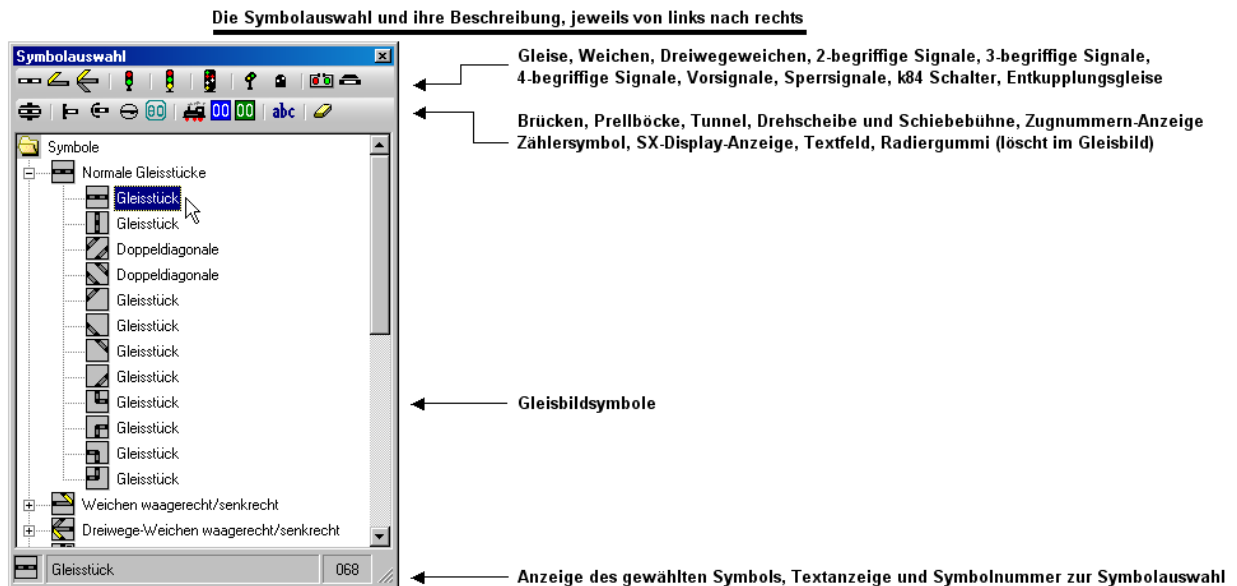 Die Symbolauswahl und ihre Beschreibung, jeweils von links nach rechts
Symbolauswahl
Gleise, Weichen, Dreiwegeweichen, 2-begriffige Signale, 3-begriffige Signale,
4-begriffige Signale, Vorsignale, Sperrsignale, k84 Schalter, Entkupplungsgleise
80 00 00 abc
Brücken, Prellböcke, Tunnel, Drehscheibe und Schiebebühne, Zugnummern-Anzeige
Zählersymbol, SX-Display-Anzeige, Textfeld, Radiergummi (löscht im Gleisbild)
Symbole
Normale Gleisstücke
Gleisstück
Gleisstück
Doppeldiagonale
Doppeldiagonale
Gleisstück
Gleisstück
Gleisstück
Gleisstück
Gleisstück
Gleisstück
Gleisstück
Gleisstück
Gleisbildsymbole
Weichen waagerecht/senkrecht
Dreiwege-Weichen waagerecht/senkrecht
Gleisstück
068
Anzeige des gewählten Symbols, Textanzeige und Symbolnummer zur Symbolauswahl